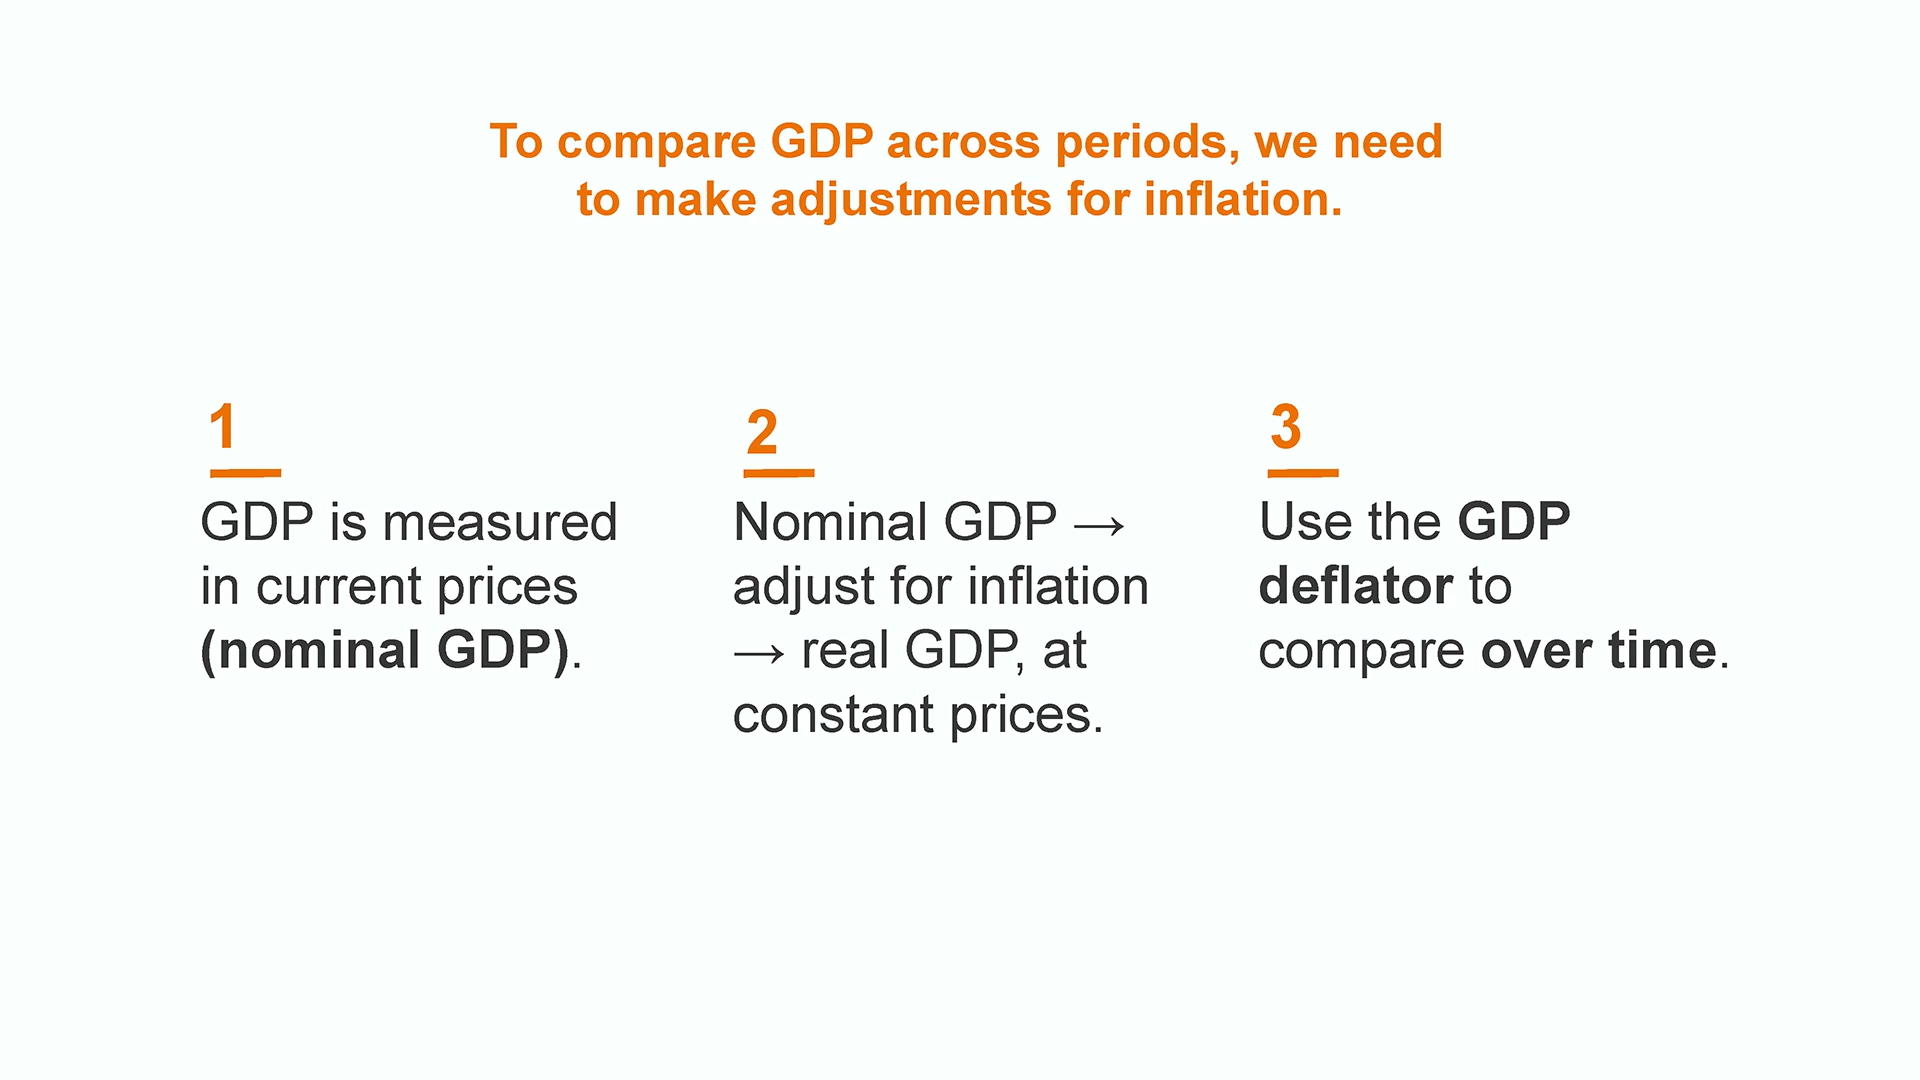 To compare GDP across periods, we need
to make adjustments for inflation.
1
GDP is measured
in current prices
(nominal GDP).
2
Nominal GDP →
adjust for inflation
→ real GDP, at
constant prices.
3
Use the GDP
deflator to
compare over time.